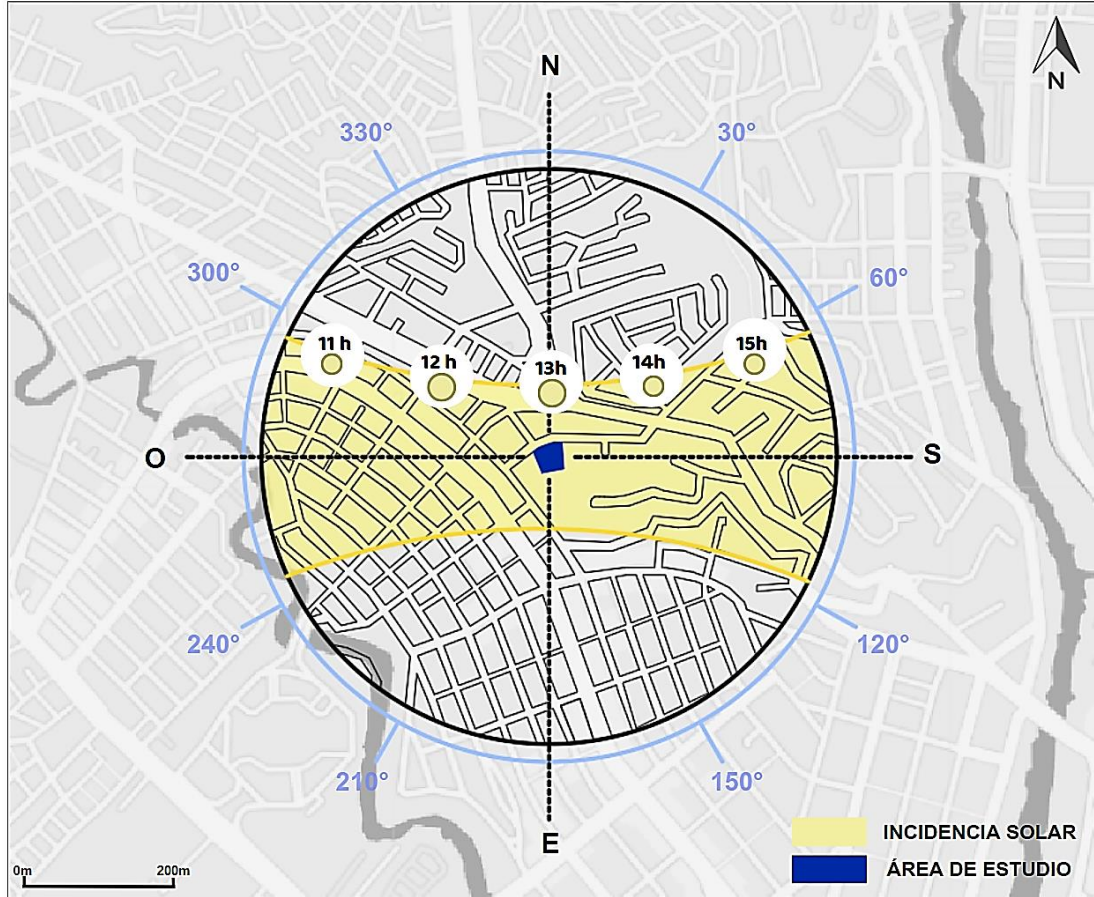 N
N
330°
30°
300°
60°
11 h
12 h
13h
14h
15h
O
S
240°
120°
210°
150°
E
INCIDENCIA SOLAR
ÁREA DE ESTUDIO
0m
200m